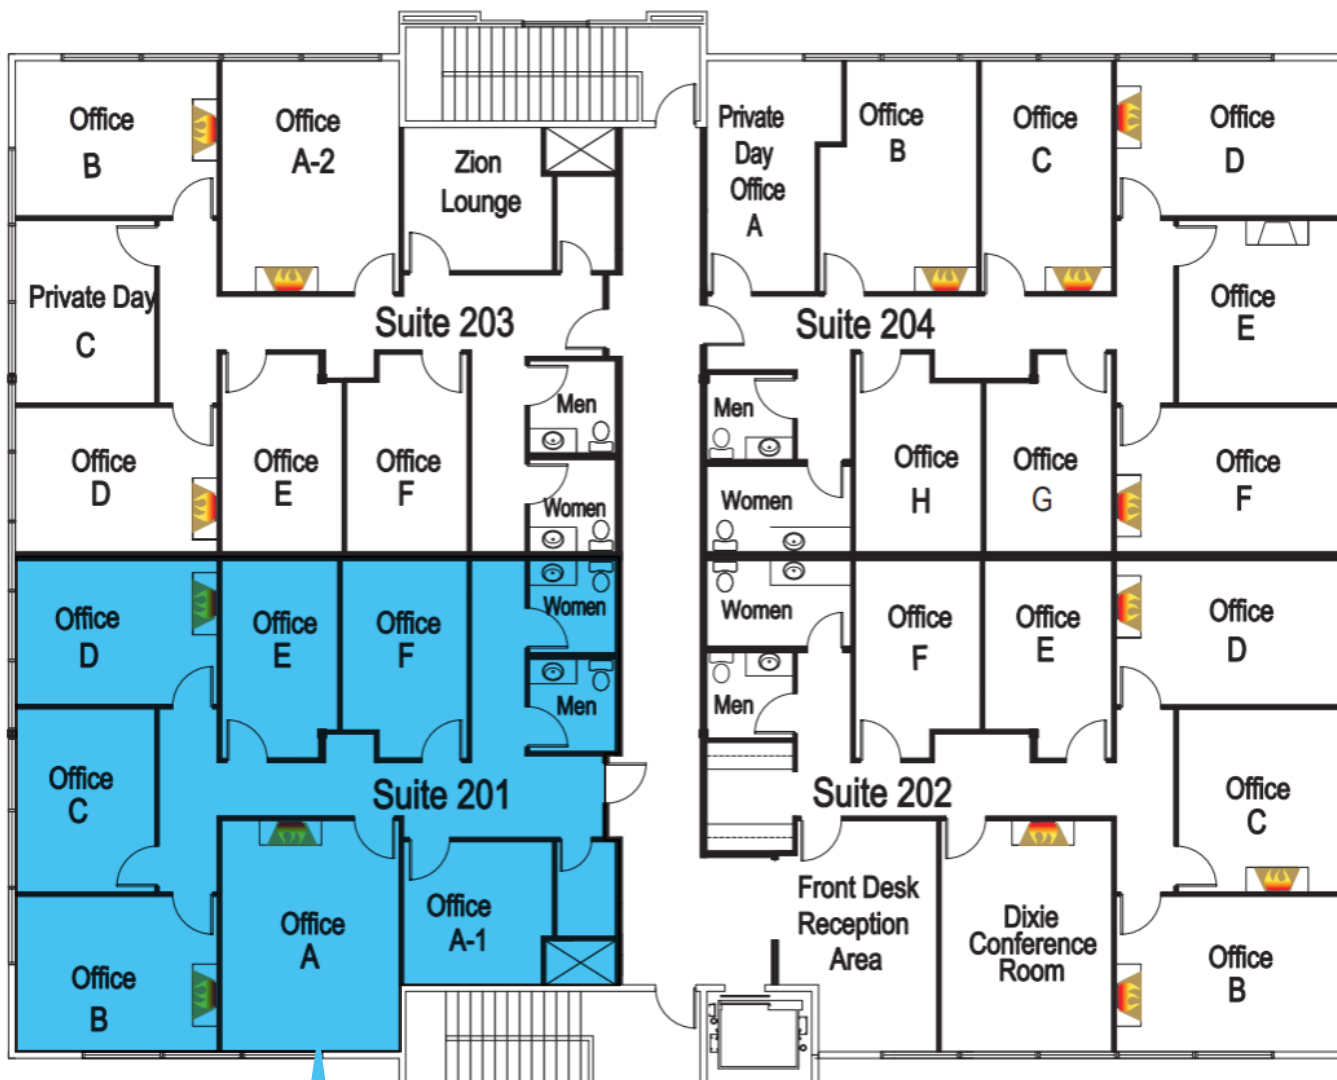 Office
B
Office
A-2
Zion
Lounge
Private Day
C
Suite 203
Office
D
Office
E
Office
F
Men
Women
Private
Day
Office
A
Office
B
Office
C
Office
D
Office
E
Suite 204
Men
Women
Office
H
Office
G
Office
F
Office
D
Office
E
Office
F
Women
Men
Office
C
Suite 201
Office
B
Office
A
Office
A-1
Women
Men
Office
F
Office
E
Office
D
Suite 202
Office
C
Front Desk
Reception
Area
Dixie
Conference
Room
Office
B